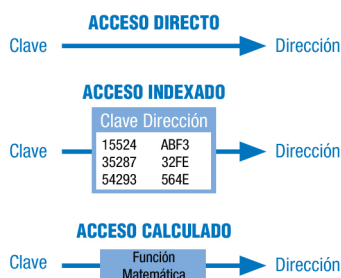 ACCESO DIRECTO
Clave Dirección
ACCESO INDEXADO
Clave Dirección
15524 ABF3
Clave 35287 32FE Dirección
54293 564E
ACCESO CALCULADO
Clave Función Dirección
Matemática